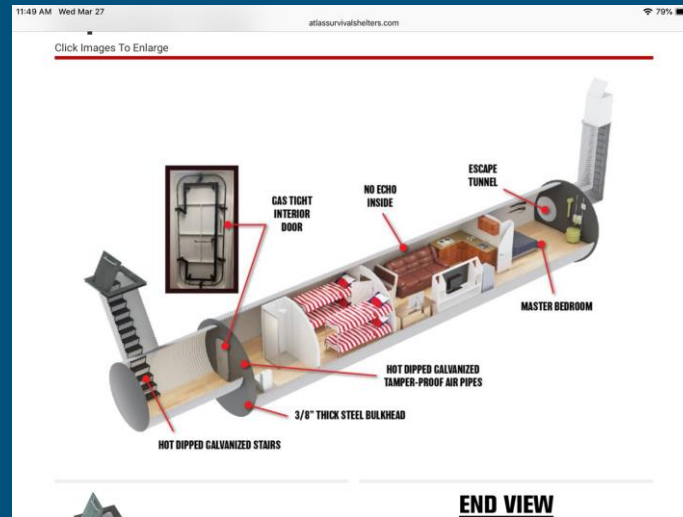 11:49 AM Wed Mar 27
atlassurvivalshelters.com
79%
Click Images To Enlarge
ESCAPE
TUNNEL
NO ECHO
INSIDE
GAS TIGHT
INTERIOR
DOOR
MASTER BEDROOM
HOT DIPPED GALVANIZED
TAMPER-PROOF AIR PIPES
3/8" THICK STEEL BULKHEAD
HOT DIPPED GALVANIZED STAIRS
END VIEW